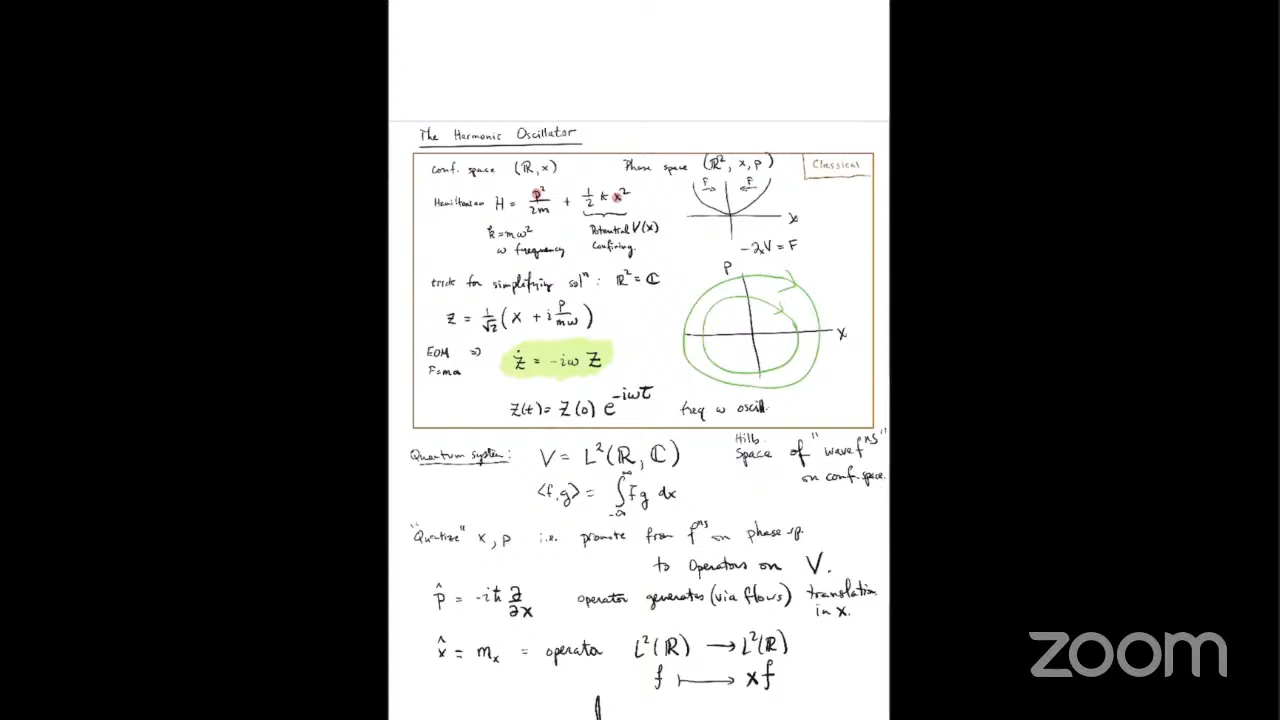 The Harmonic Oscillator
Conf. space (ℝ, x) Phase space (ℝ², x, p) Classical
Hamiltonian H = p²/2m + ½ k x²
F F
x
k = mω² Potential V(x)
ω frequency Confining.
-∂ₓV = F
trick for simplifying solⁿ: ℝ² = ℂ
p
z = 1/√2 (x + i p/mω)
x
EOM ⇒ ż = -iω z
F=ma
z(t) = z(0) e^{-iωt} freq ω oscill.
Quantum system: V = L²(ℝ, ℂ) Hilb. Space of "wave fⁿˢ" on conf. space.
⟨f,g⟩ = ∫_{-∞}^{∞} f̄ g dx
"Quantize" x, p i.e. promote from fⁿˢ on phase sp.
to operators on V.
p̂ = -iħ ∂/∂x operator generates (via flows) translation in x.
x̂ = mₓ = operator L²(ℝ) → L²(ℝ)
f ↦ xf
zoom